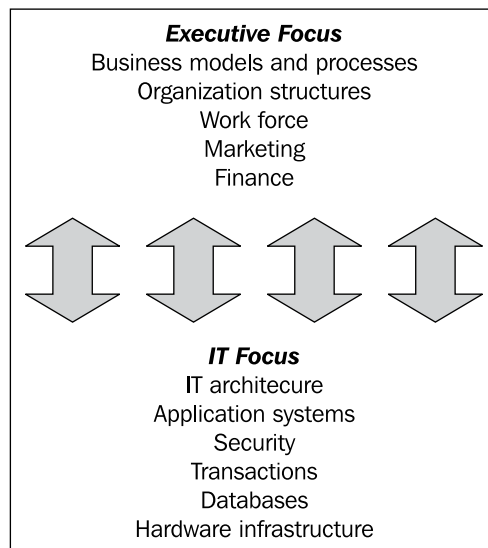 Executive Focus
Business models and processes
Organization structures
Work force
Marketing
Finance
IT Focus
IT architecure
Application systems
Security
Transactions
Databases
Hardware infrastructure